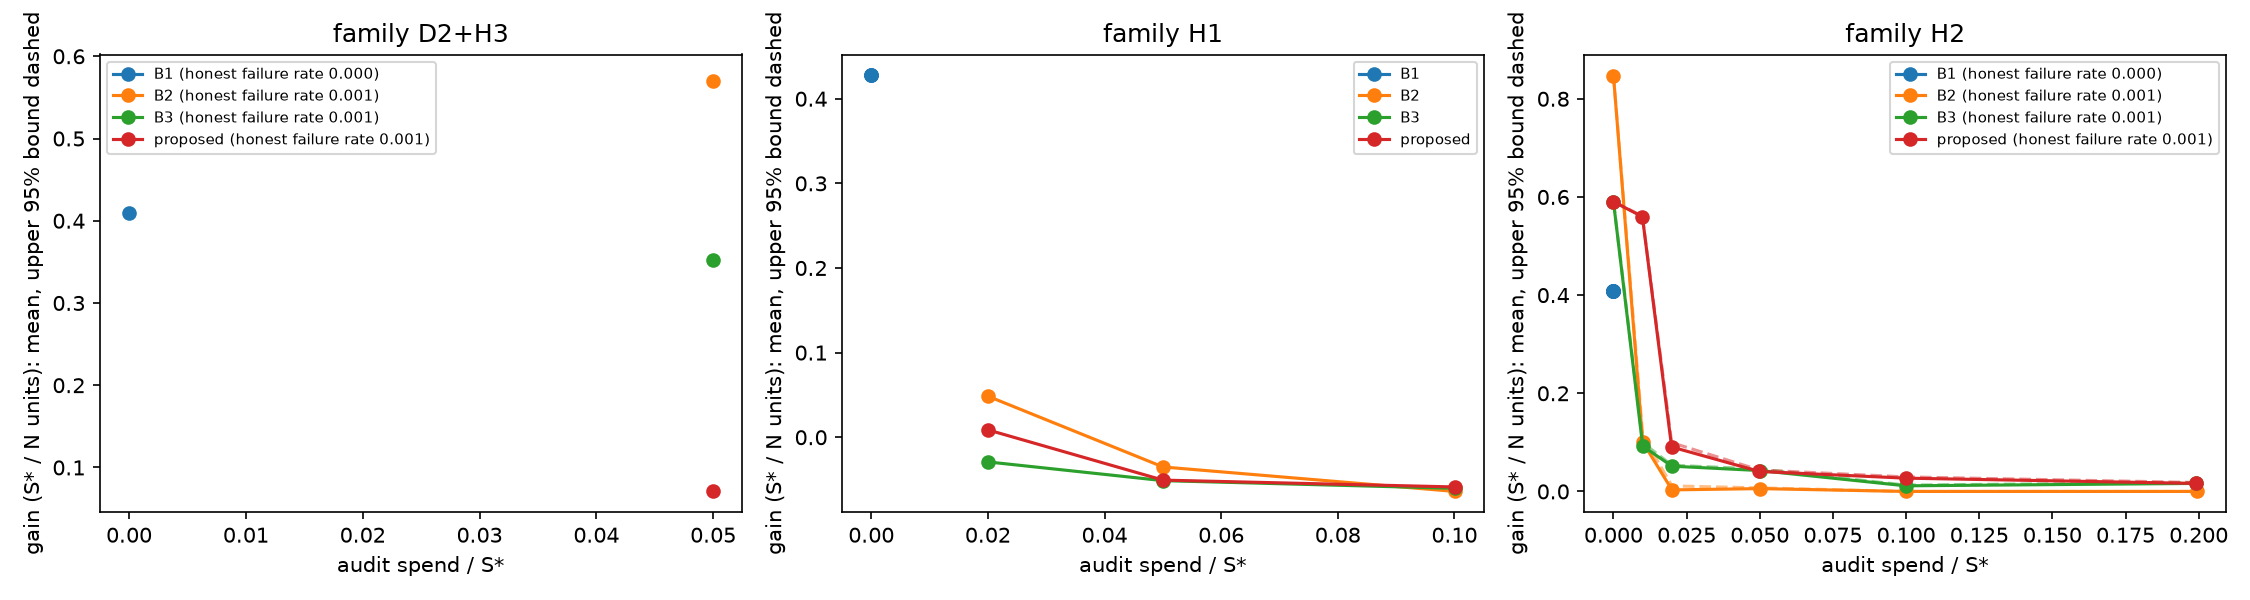 family D2+H3
gain (S* / N units): mean, upper 95% bound dashed
0.6
0.5
0.4
0.3
0.2
0.1
B1 (honest failure rate 0.000)
B2 (honest failure rate 0.001)
B3 (honest failure rate 0.001)
proposed (honest failure rate 0.001)
0.00 0.01 0.02 0.03 0.04 0.05
audit spend / S*
family H1
gain (S* / N units): mean, upper 95% bound dashed
0.4
0.3
0.2
0.1
0.0
B1
B2
B3
proposed
0.00 0.02 0.04 0.06 0.08 0.10
audit spend / S*
family H2
gain (S* / N units): mean, upper 95% bound dashed
0.8
0.6
0.4
0.2
0.0
B1 (honest failure rate 0.000)
B2 (honest failure rate 0.001)
B3 (honest failure rate 0.001)
proposed (honest failure rate 0.001)
0.000 0.025 0.050 0.075 0.100 0.125 0.150 0.175 0.200
audit spend / S*